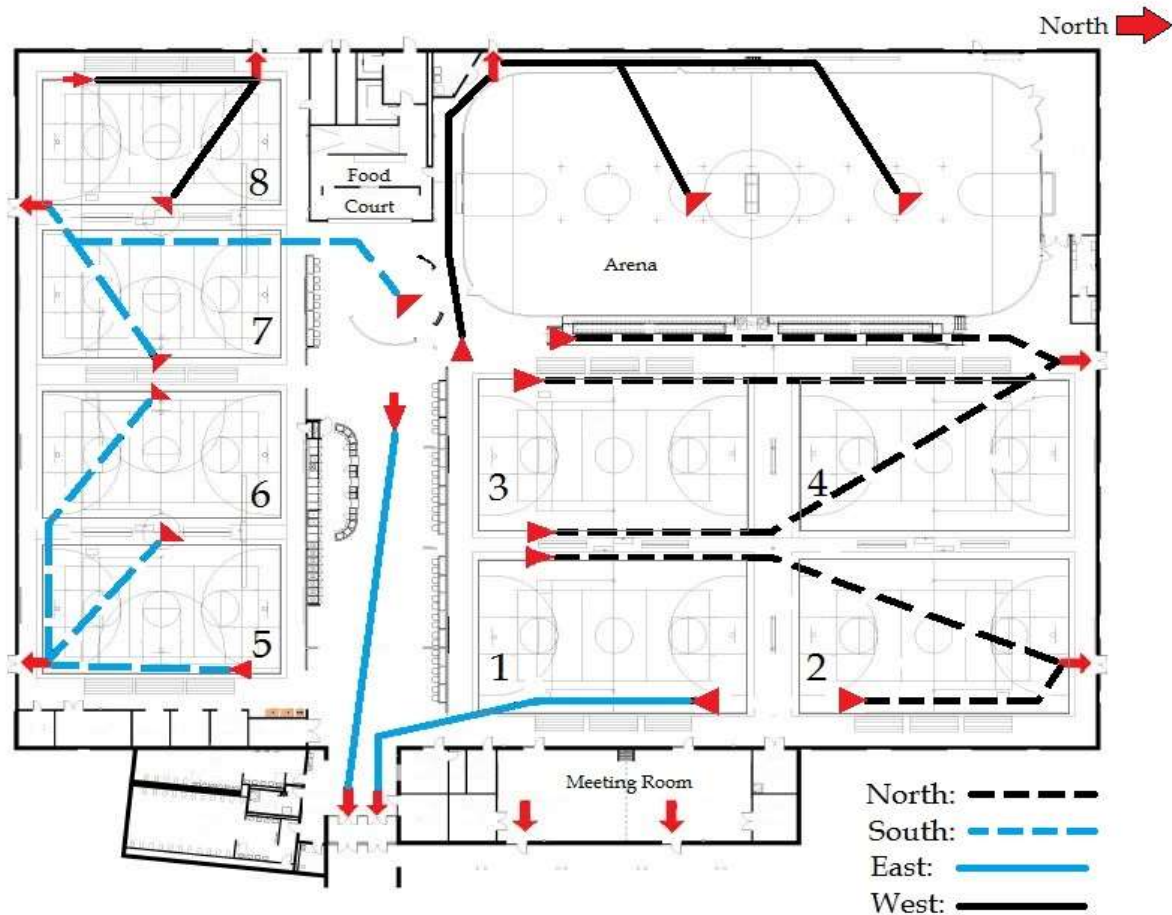 North
8
Food
Court
Arena
7
6
3
4
5
1
2
Meeting Room
North:
South:
East:
West: